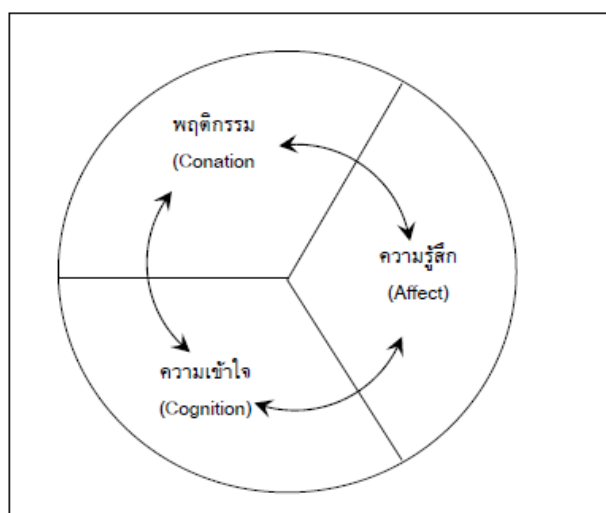 พฤติกรรม
(Conation
ความรู้สึก
(Affect)
ความเข้าใจ
(Cognition)